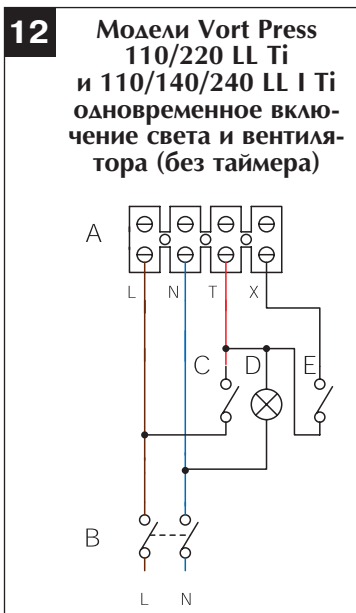 12
Модели Vort Press
110/220 LL Ti
и 110/140/240 LL I Ti
одновременное вклю-
чение света и вентиля-
тора (без таймера)
A
L N T X
C D E
B
L N